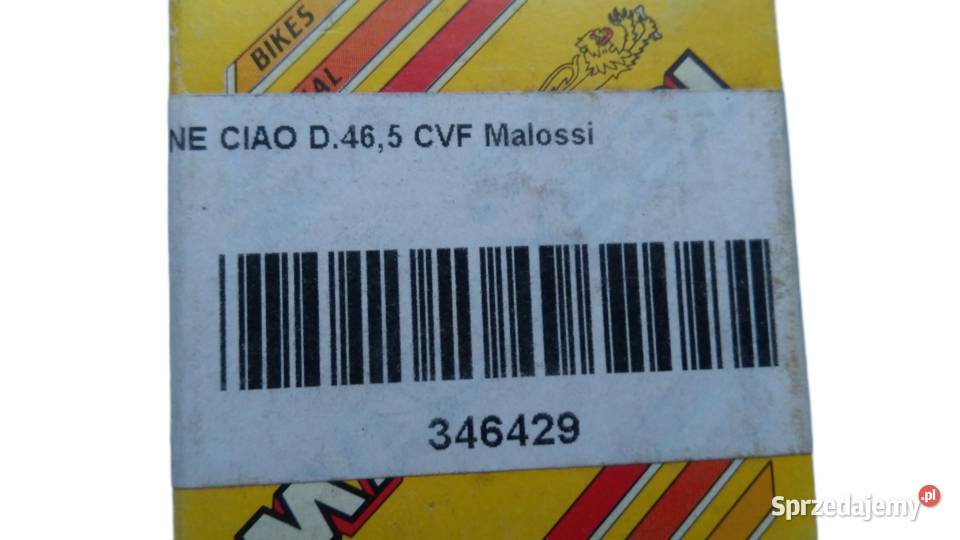 BIKES
NE CIAO D.46,5 CVF Malossi
346429
Sprzedajemy.pl